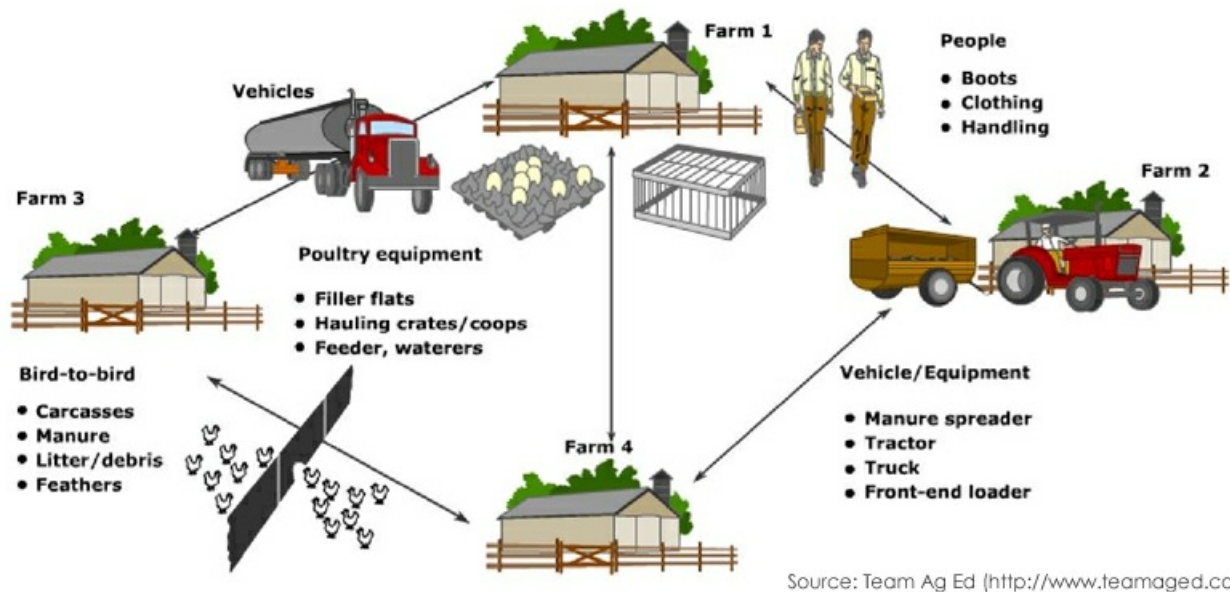 Farm 1
People
• Boots
• Clothing
• Handling
Vehicles
Farm 2
Farm 3
Poultry equipment
• Filler flats
• Hauling crates/coops
• Feeder, waterers
Bird-to-bird
• Carcasses
• Manure
• Litter/debris
• Feathers
Vehicle/Equipment
• Manure spreader
• Tractor
• Truck
• Front-end loader
Farm 4
Source: Team Ag Ed (http://www.teamaged.co